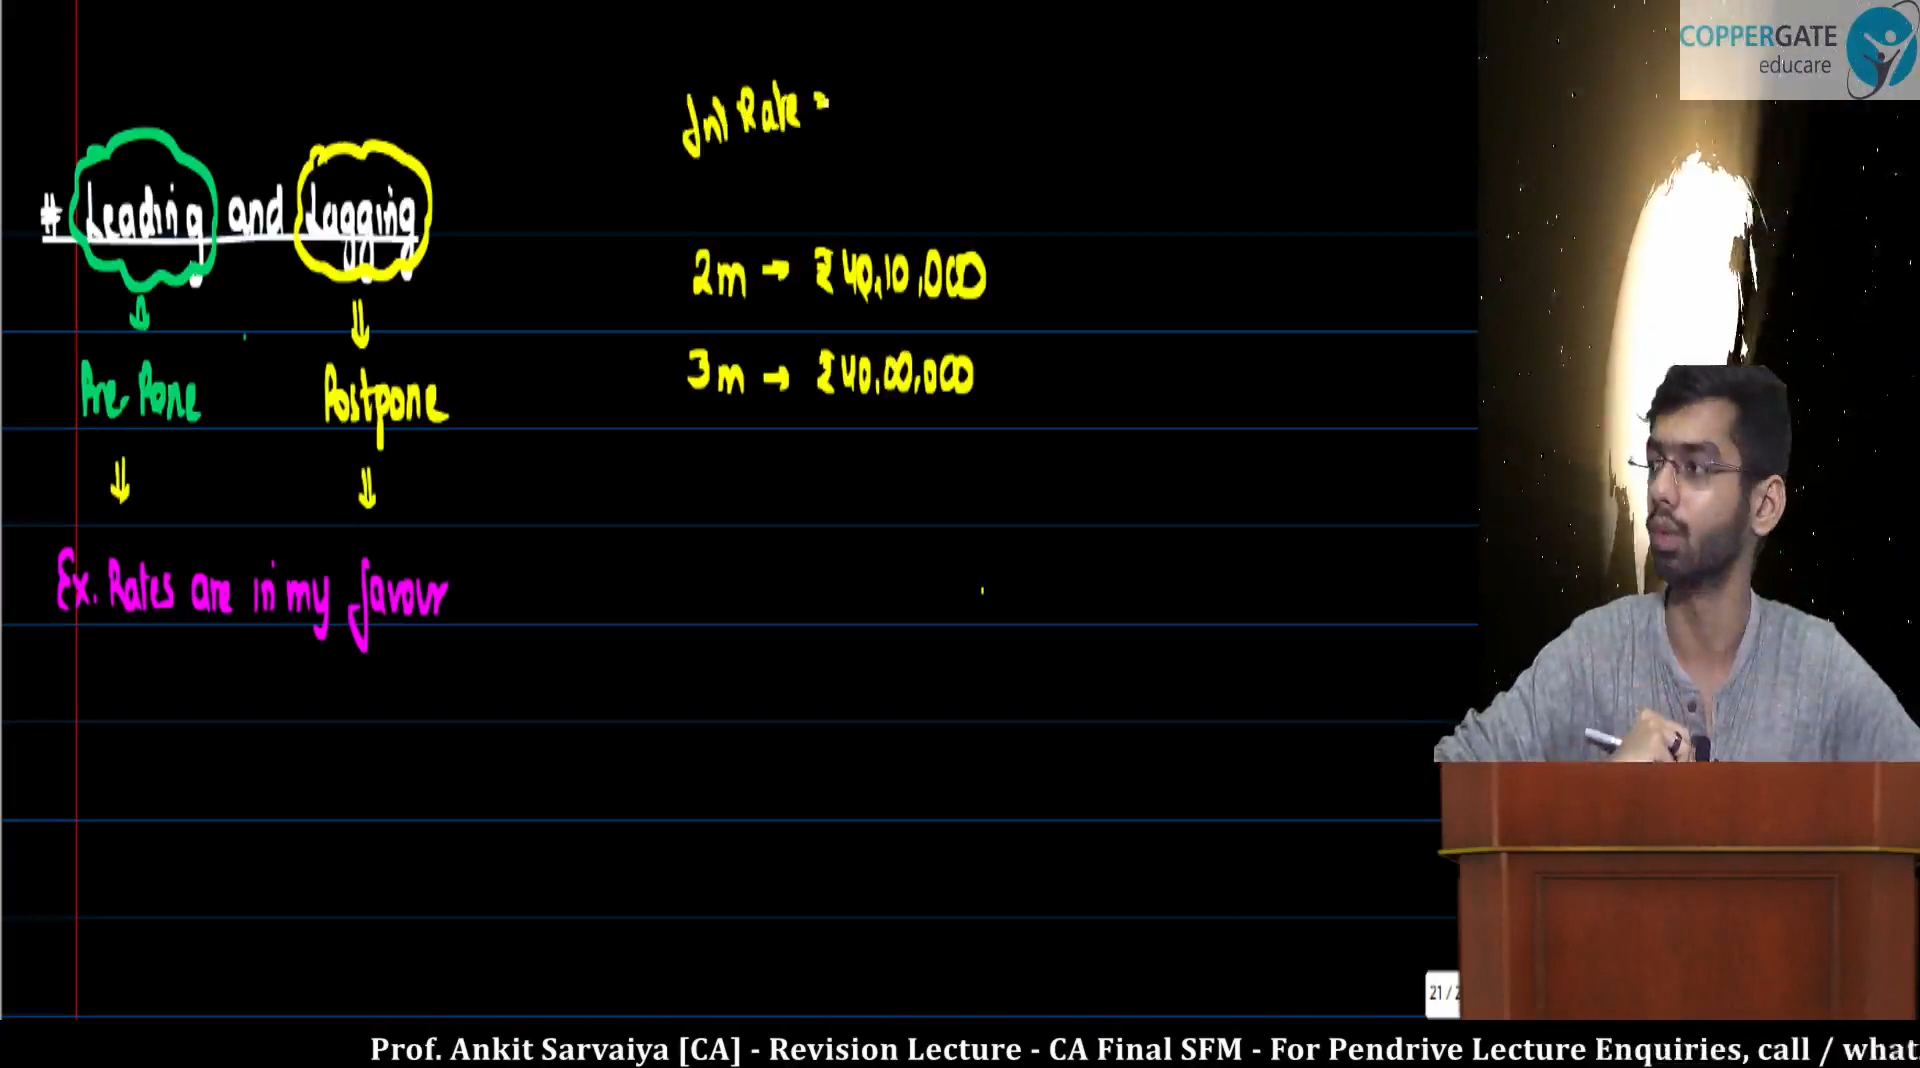 COPPERGATE
educare
Int Rate =
# Leading and Lagging
2m → ₹ 40,10,000
3m → ₹ 40,00,000
Pre Pone Postpone
Ex. Rates are in my favour
21 / 2
Prof. Ankit Sarvaiya [CA] - Revision Lecture - CA Final SFM - For Pendrive Lecture Enquiries, call / what